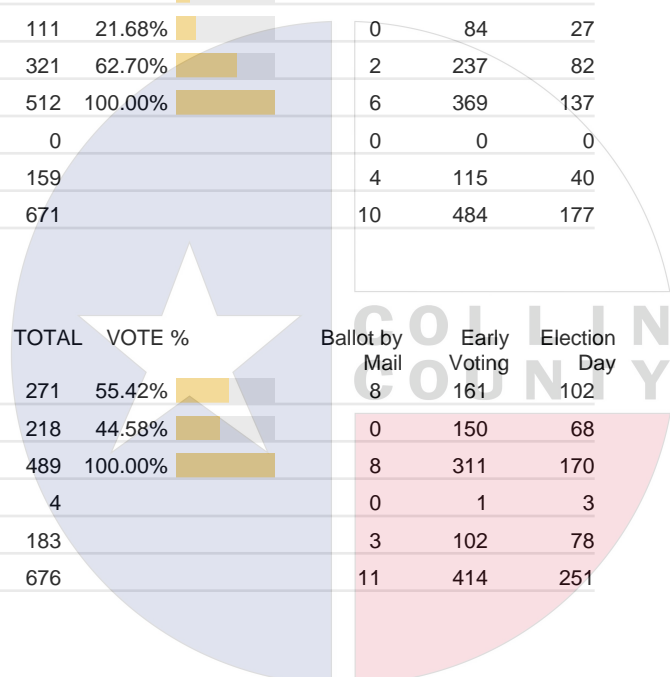 111 21.68% 0 84 27
321 62.70% 2 237 82
512 100.00% 6 369 137
0 0 0 0
159 4 115 40
671 10 484 177
COLLIN
COUNTY
TOTAL VOTE % Ballot by Mail Early Voting Election Day
271 55.42% 8 161 102
218 44.58% 0 150 68
489 100.00% 8 311 170
4 0 1 3
183 3 102 78
676 11 414 251